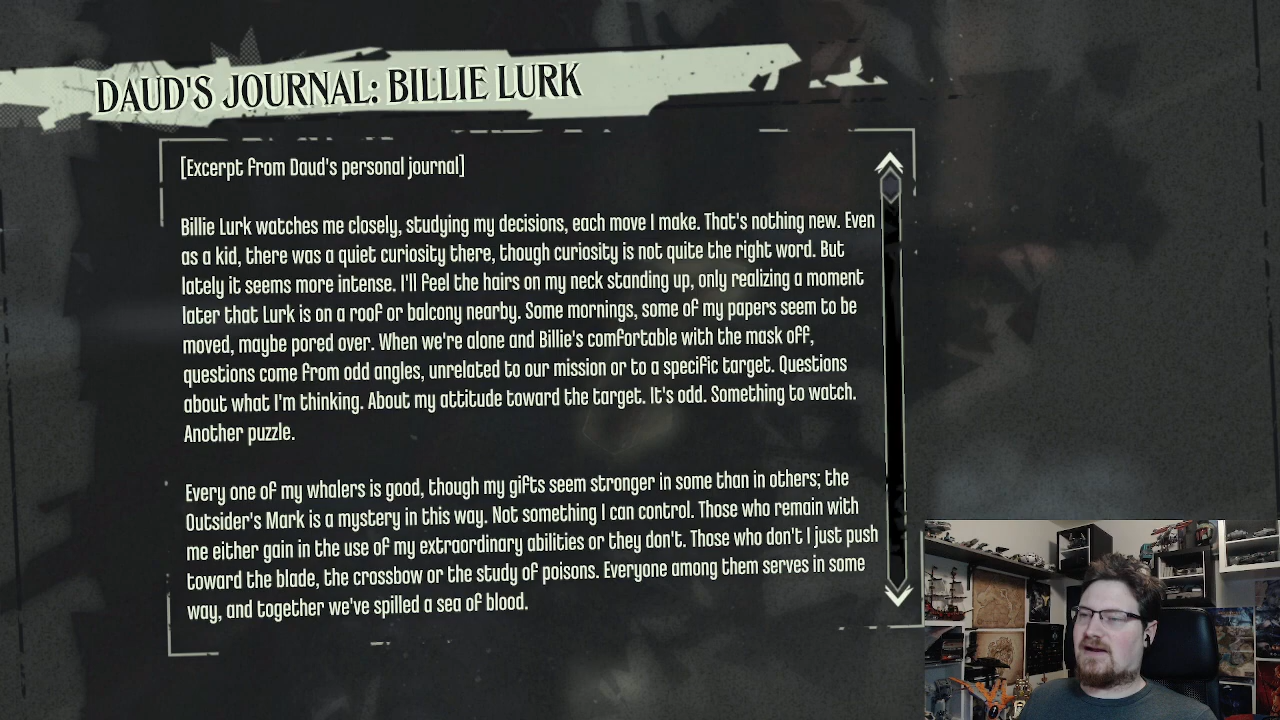 DAUD'S JOURNAL: BILLIE LURK
[Excerpt from Daud's personal journal]
Billie Lurk watches me closely, studying my decisions, each move I make. That's nothing new. Even
as a kid, there was a quiet curiosity there, though curiosity is not quite the right word. But
lately it seems more intense. I'll feel the hairs on my neck standing up, only realizing a moment
later that Lurk is on a roof or balcony nearby. Some mornings, some of my papers seem to be
moved, maybe pored over. When we're alone and Billie's comfortable with the mask off,
questions come from odd angles, unrelated to our mission or to a specific target. Questions
about what I'm thinking. About my attitude toward the target. It's odd. Something to watch.
Another puzzle.
Every one of my whalers is good, though my gifts seem stronger in some than in others; the
Outsider's Mark is a mystery in this way. Not something I can control. Those who remain with
me either gain in the use of my extraordinary abilities or they don't. Those who don't I just push
toward the blade, the crossbow or the study of poisons. Everyone among them serves in some
way, and together we've spilled a sea of blood.